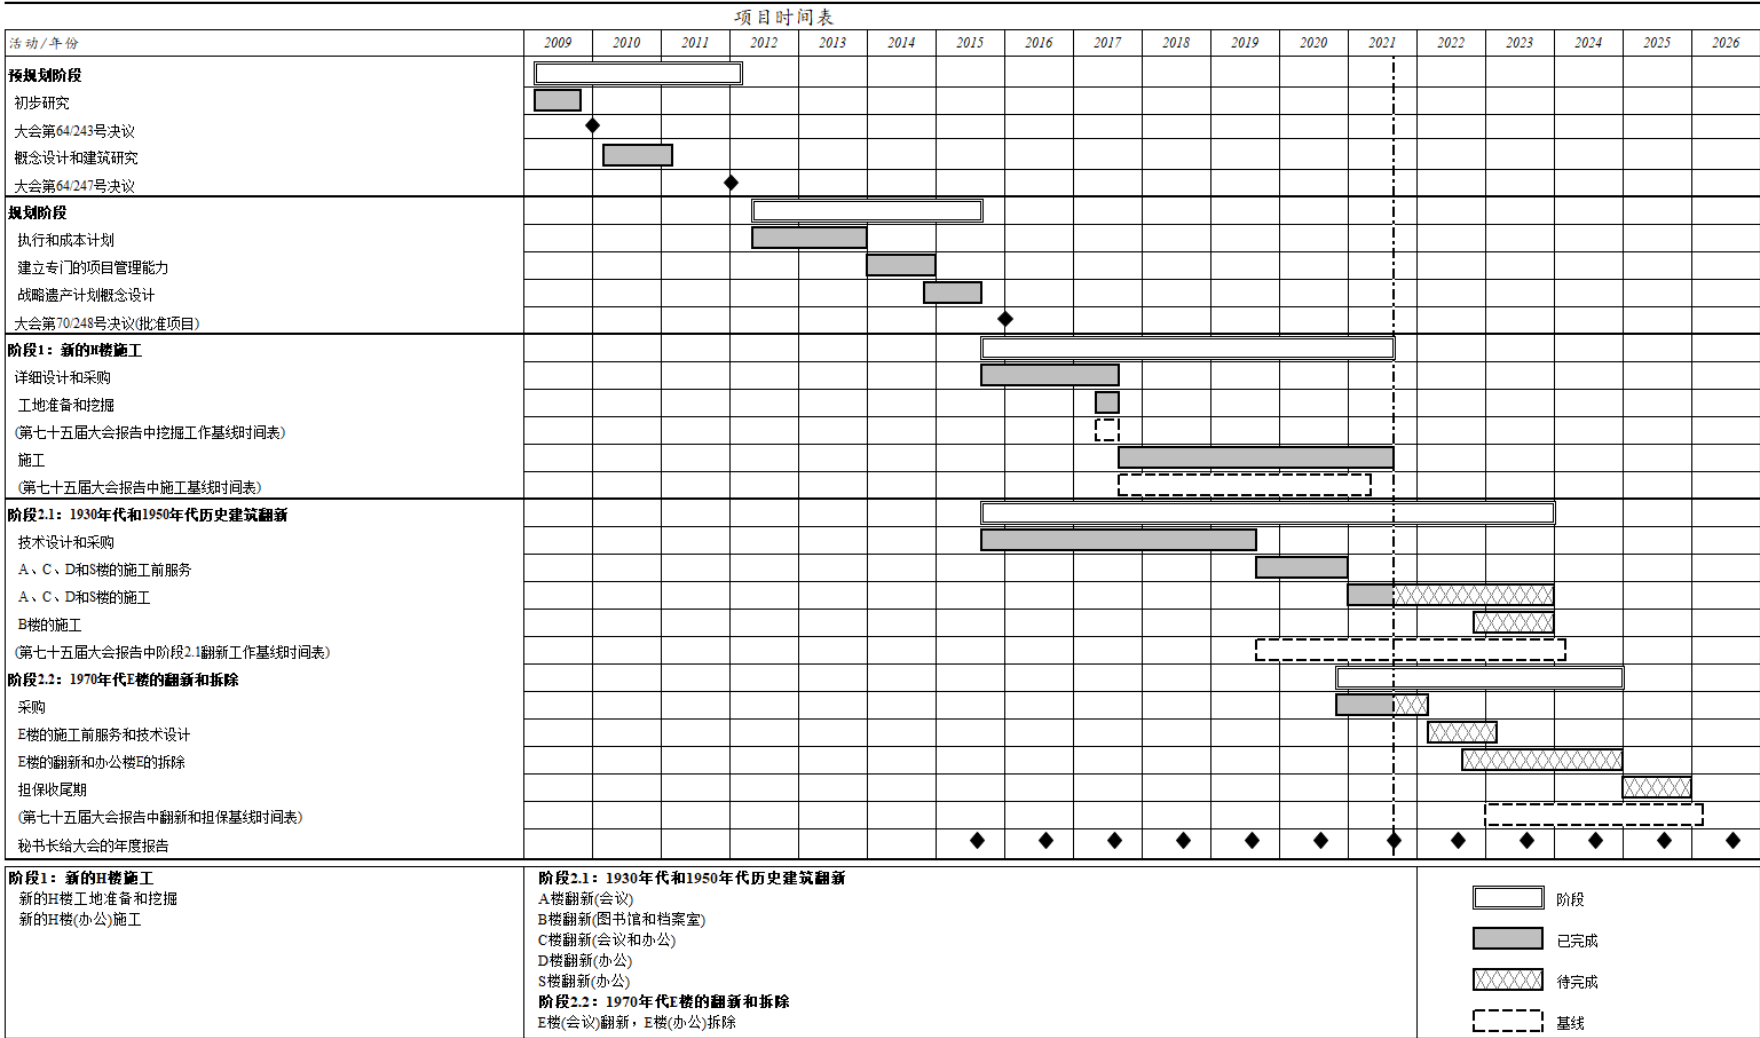 项目时间表
活动/年份 2009 2010 2011 2012 2013 2014 2015 2016 2017 2018 2019 2020 2021 2022 2023 2024 2025 2026
预规划阶段
初步研究
大会第64/243号决议
概念设计和建筑研究
大会第64/247号决议
规划阶段
执行和成本计划
建立专门的项目管理能力
战略遗产计划概念设计
大会第70/248号决议(批准项目)
阶段1：新的H楼施工
详细设计和采购
工地准备和挖掘
(第七十五届大会报告中挖掘工作基线时间表)
施工
(第七十五届大会报告中施工基线时间表)
阶段2.1：1930年代和1950年代历史建筑翻新
技术设计和采购
A、C、D和S楼的施工前服务
A、C、D和S楼的施工
B楼的施工
(第七十五届大会报告中阶段2.1翻新工作基线时间表)
阶段2.2：1970年代E楼的翻新和拆除
采购
E楼的施工前服务和技术设计
E楼的翻新和办公楼E的拆除
担保收尾期
(第七十五届大会报告中翻新和担保基线时间表)
秘书长给大会的年度报告
阶段1：新的H楼施工
新的H楼工地准备和挖掘
新的H楼(办公)施工
阶段2.1：1930年代和1950年代历史建筑翻新
A楼翻新(会议)
B楼翻新(图书馆和档案室)
C楼翻新(会议和办公)
D楼翻新(办公)
S楼翻新(办公)
阶段2.2：1970年代E楼的翻新和拆除
E楼(会议)翻新，E楼(办公)拆除
阶段
已完成
待完成
基线